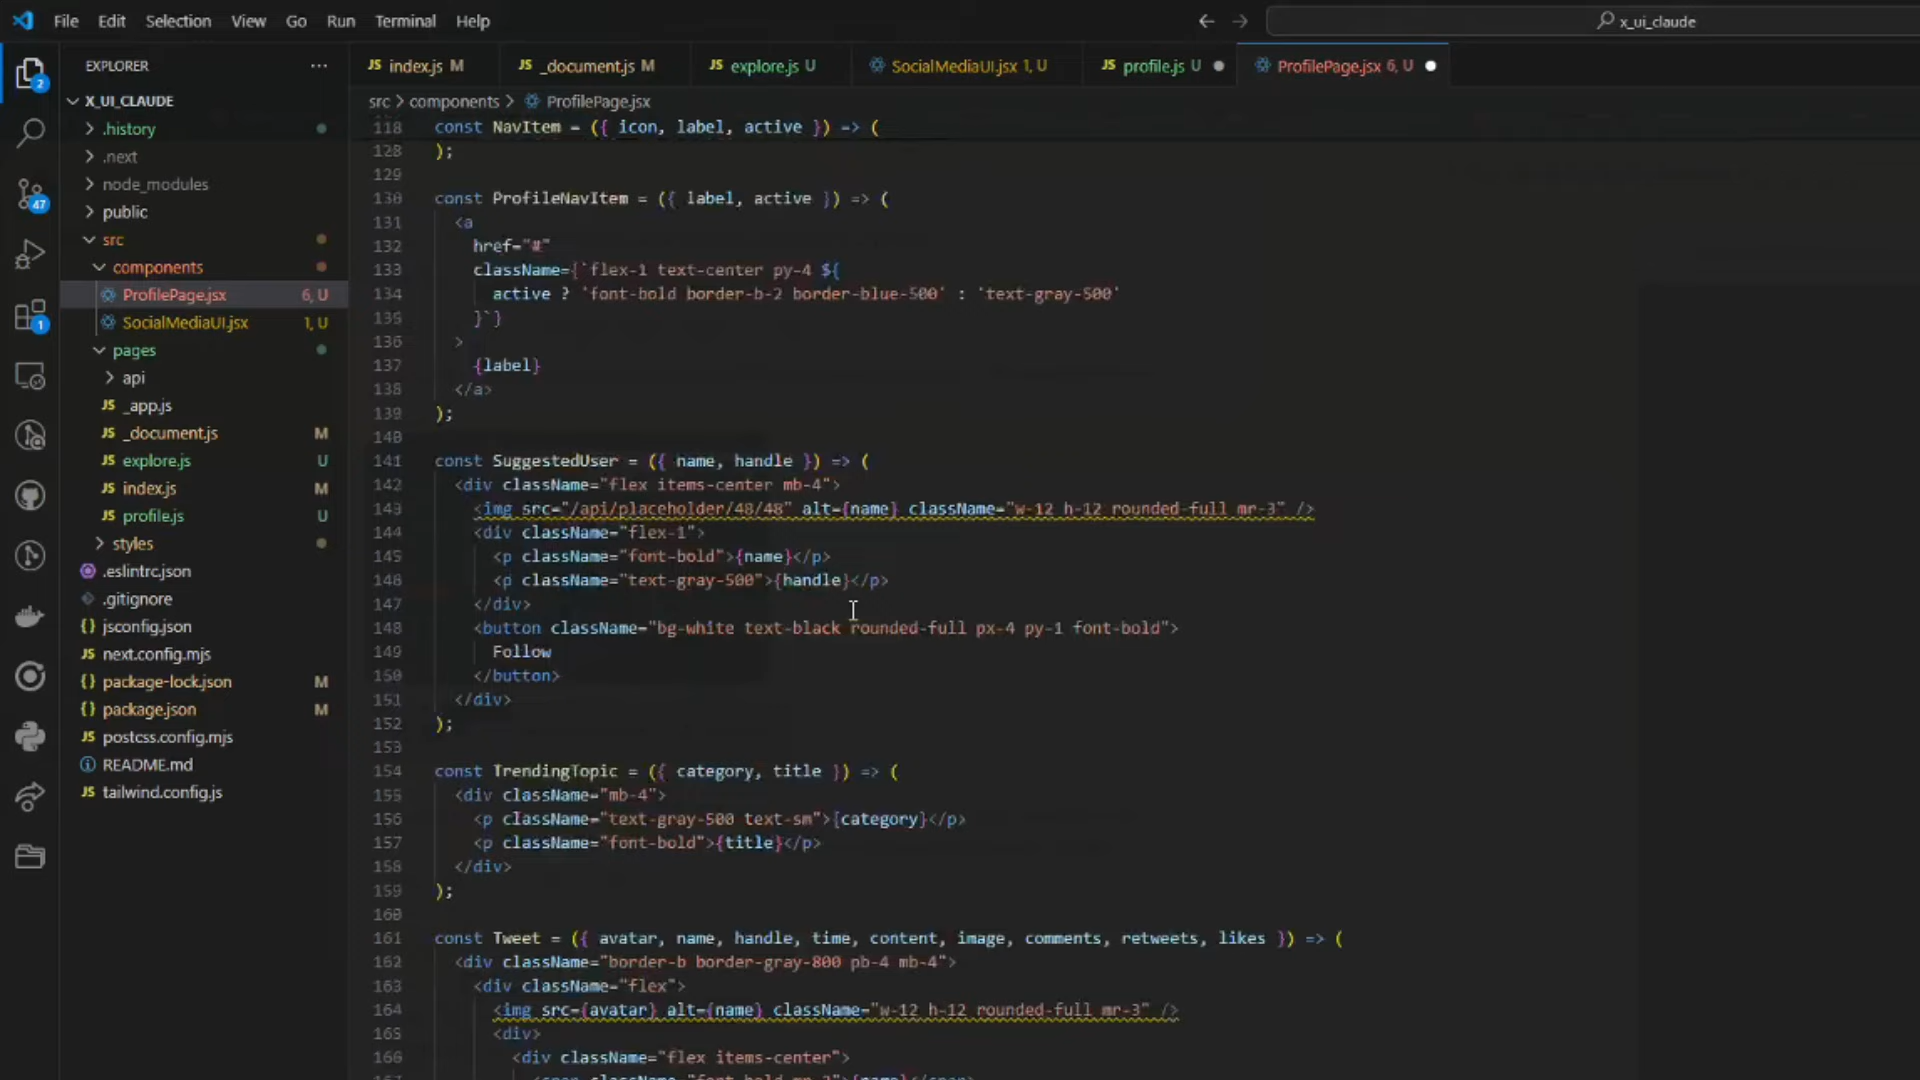 File Edit Selection View Go Run Terminal Help
x_ui_claude
EXPLORER
index.js M
_document.js M
explore.js U
SocialMediaUI.jsx 1, U
profile.js U
ProfilePage.jsx 6, U
src > components > ProfilePage.jsx
X_UI_CLAUDE
.history
.next
node_modules
public
src
components
ProfilePage.jsx 6, U
SocialMediaUI.jsx 1, U
pages
api
_app.js
_document.js M
explore.js U
index.js M
profile.js U
styles
.eslintrc.json
.gitignore
jsconfig.json
next.config.mjs
package-lock.json M
package.json M
postcss.config.mjs
README.md
tailwind.config.js
2
47
1
118 const NavItem = ({ icon, label, active }) => (
128 );
129
130 const ProfileNavItem = ({ label, active }) => (
131 <a
132 href="#"
133 className={`flex-1 text-center py-4 ${
134 active ? 'font-bold border-b-2 border-blue-500' : 'text-gray-500'
135 }`}
136 >
137 {label}
138 </a>
139 );
140
141 const SuggestedUser = ({ name, handle }) => (
142 <div className="flex items-center mb-4">
143 <img src="/api/placeholder/48/48" alt={name} className="w-12 h-12 rounded-full mr-3" />
144 <div className="flex-1">
145 <p className="font-bold">{name}</p>
146 <p className="text-gray-500">{handle}</p>
147 </div>
148 <button className="bg-white text-black rounded-full px-4 py-1 font-bold">
149 Follow
150 </button>
151 </div>
152 );
153
154 const TrendingTopic = ({ category, title }) => (
155 <div className="mb-4">
156 <p className="text-gray-500 text-sm">{category}</p>
157 <p className="font-bold">{title}</p>
158 </div>
159 );
160
161 const Tweet = ({ avatar, name, handle, time, content, image, comments, retweets, likes }) => (
162 <div className="border-b border-gray-800 pb-4 mb-4">
163 <div className="flex">
164 <img src={avatar} alt={name} className="w-12 h-12 rounded-full mr-3" />
165 <div>
166 <div className="flex items-center">